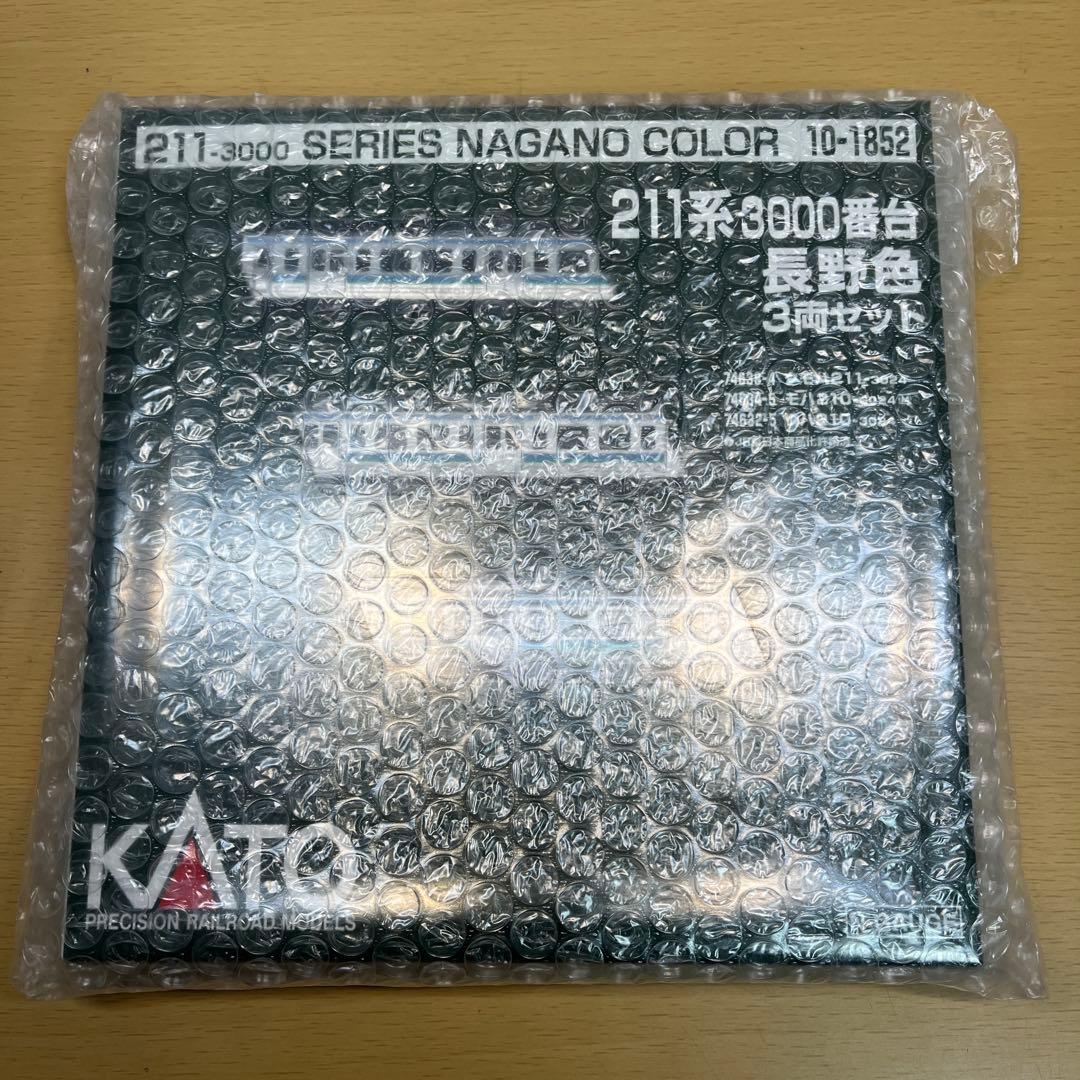 211-3000 SERIES NAGANO COLOR 10-1852
211系3000番台
長野色
3両セット
KATO
PRECISION RAILROAD MODELS
N GAUGE